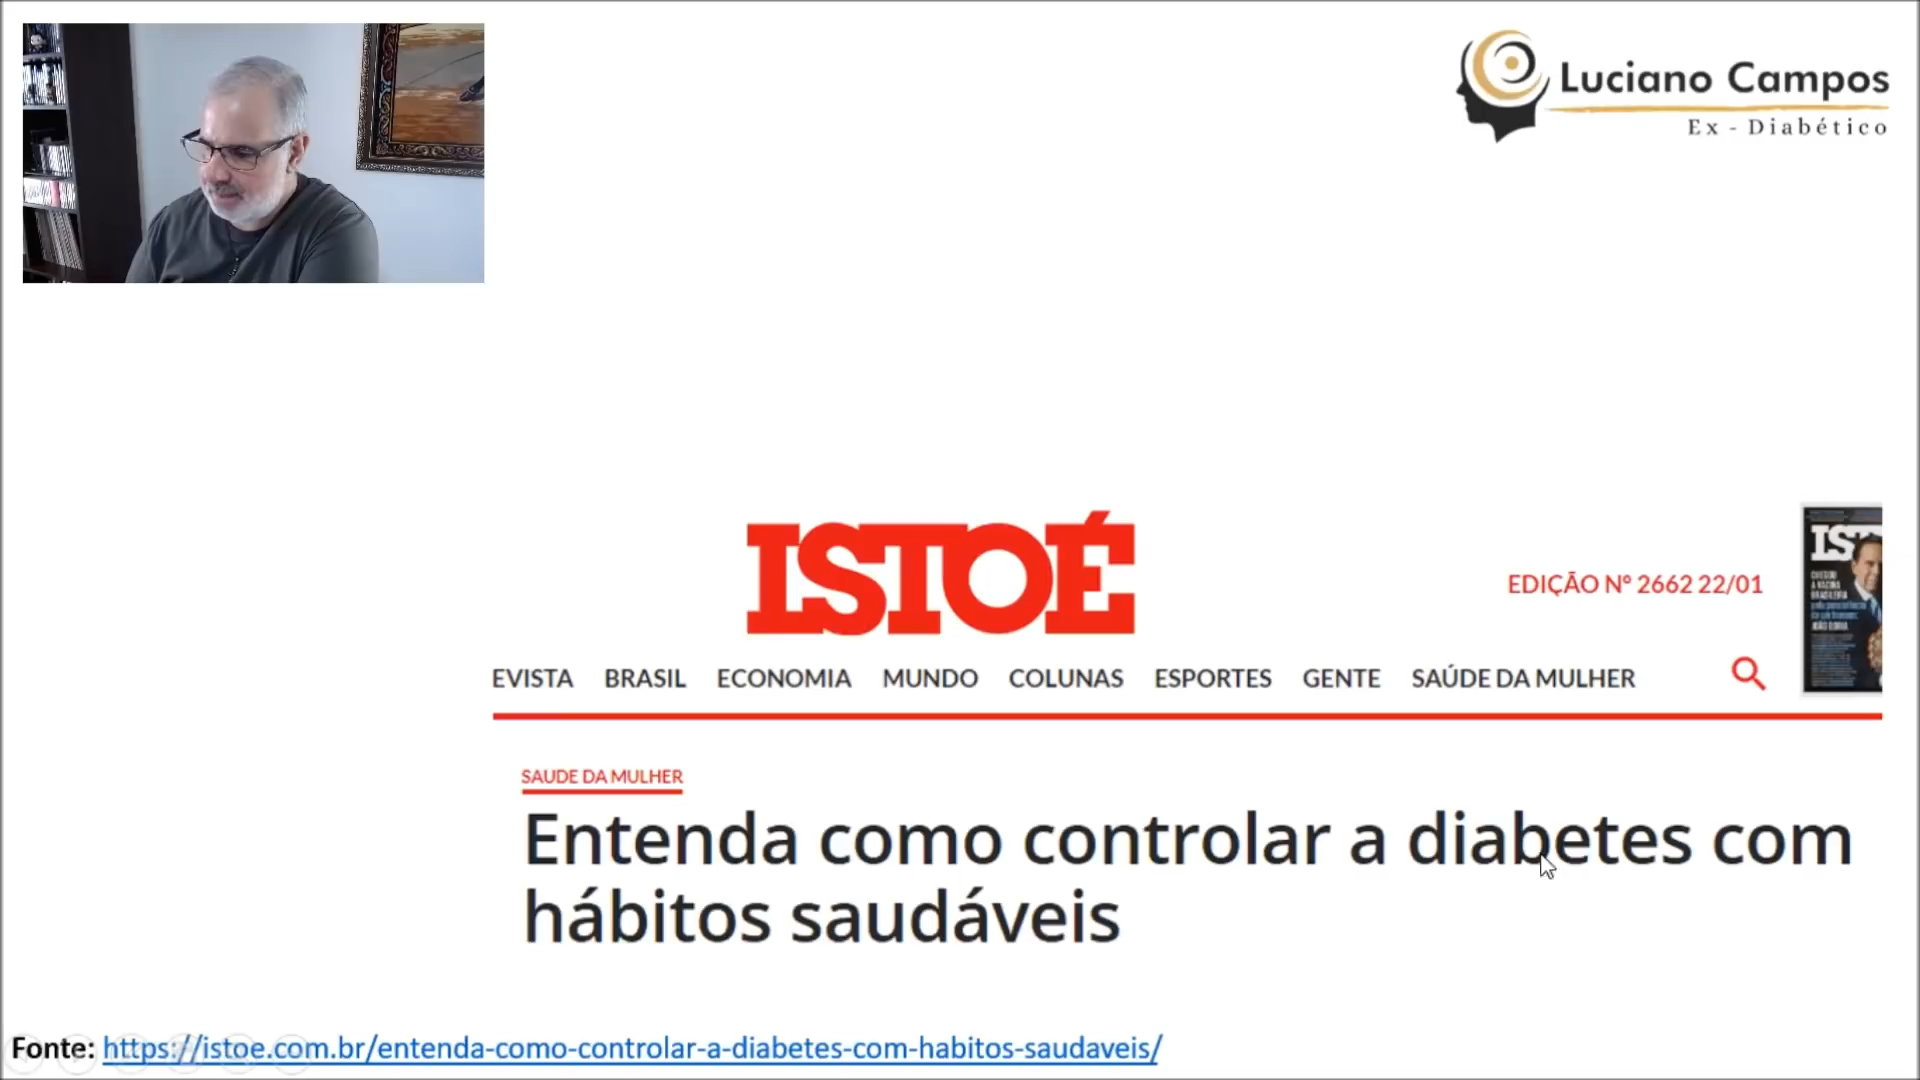 Luciano Campos
Ex - Diabético
ISTOÉ
EDIÇÃO Nº 2662 22/01
EVISTA BRASIL ECONOMIA MUNDO COLUNAS ESPORTES GENTE SAÚDE DA MULHER
SAUDE DA MULHER
Entenda como controlar a diabetes com
hábitos saudáveis
Fonte: https://istoe.com.br/entenda-como-controlar-a-diabetes-com-habitos-saudaveis/